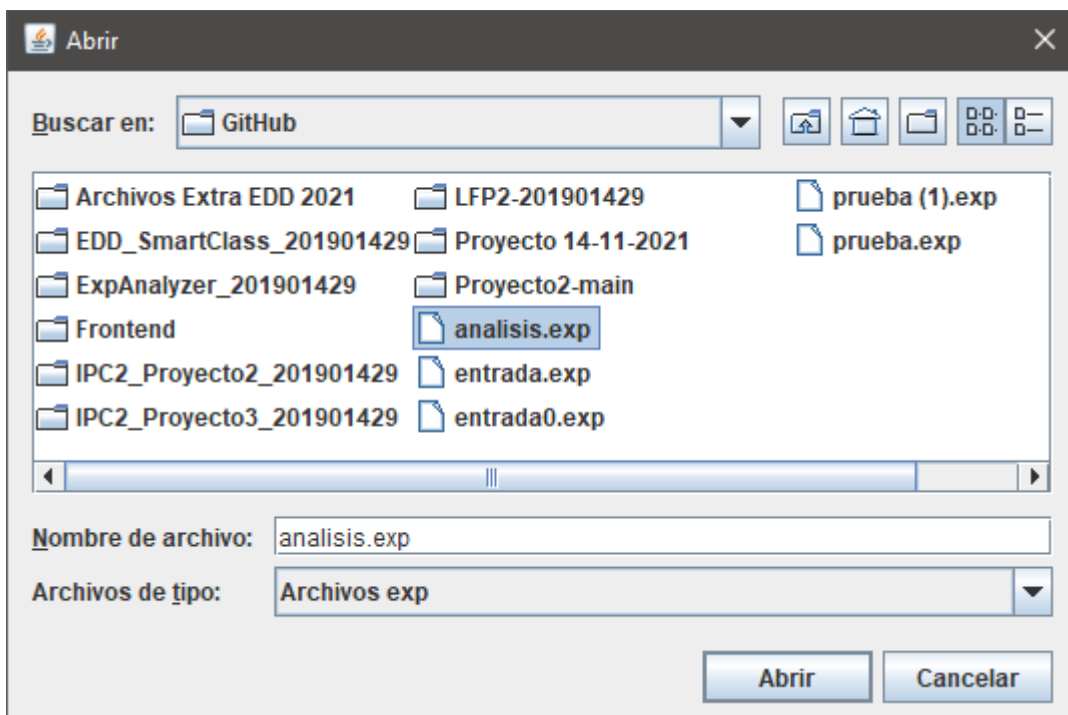 Abrir
Buscar en: GitHub
Archivos Extra EDD 2021 LFP2-201901429 prueba (1).exp
EDD_SmartClass_201901429 Proyecto 14-11-2021 prueba.exp
ExpAnalyzer_201901429 Proyecto2-main
Frontend analisis.exp
IPC2_Proyecto2_201901429 entrada.exp
IPC2_Proyecto3_201901429 entrada0.exp
Nombre de archivo: analisis.exp
Archivos de tipo: Archivos exp
Abrir Cancelar